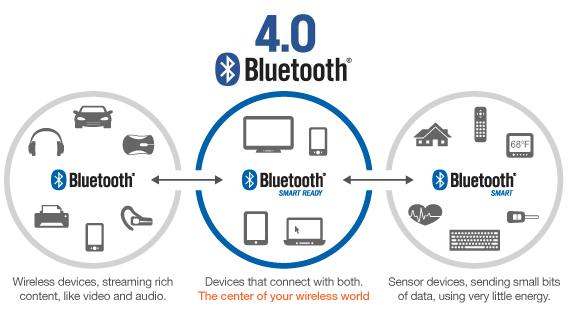 4.0
Bluetooth®
68°F
Bluetooth®
Bluetooth®
SMART READY
Bluetooth®
SMART
Wireless devices, streaming rich
content, like video and audio.
Devices that connect with both.
The center of your wireless world
Sensor devices, sending small bits
of data, using very little energy.